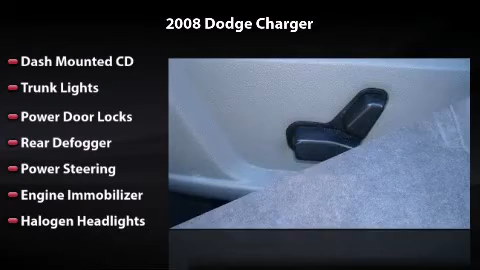 2008 Dodge Charger
Dash Mounted CD
Trunk Lights
Power Door Locks
Rear Defogger
Power Steering
Engine Immobilizer
Halogen Headlights